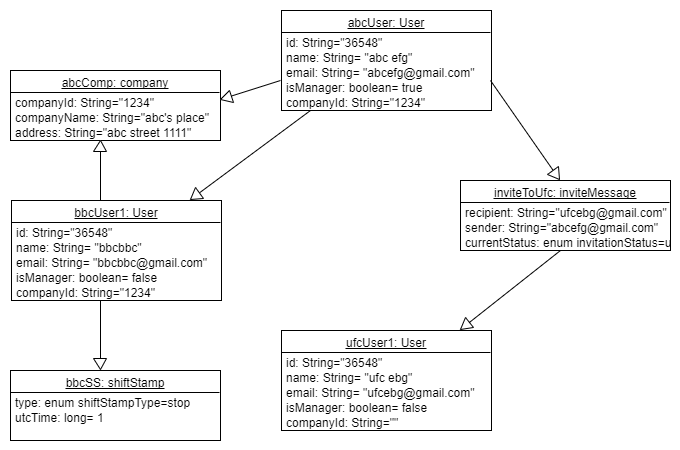 abcUser: User
id: String="36548"
name: String= "abc efg"
email: String= "abcefg@gmail.com"
isManager: boolean= true
companyId: String="1234"
abcComp: company
companyId: String="1234"
companyName: String="abc's place"
address: String="abc street 1111"
bbcUser1: User
id: String="36548"
name: String= "bbcbbc"
email: String= "bbcbbc@gmail.com"
isManager: boolean= false
companyId: String="1234"
inviteToUfc: inviteMessage
recipient: String="ufcebg@gmail.com"
sender: String="abcefg@gmail.com"
currentStatus: enum invitationStatus=u
ufcUser1: User
id: String="36548"
name: String= "ufc ebg"
email: String= "ufcebg@gmail.com"
isManager: boolean= false
companyId: String=""
bbcSS: shiftStamp
type: enum shiftStampType=stop
utcTime: long= 1